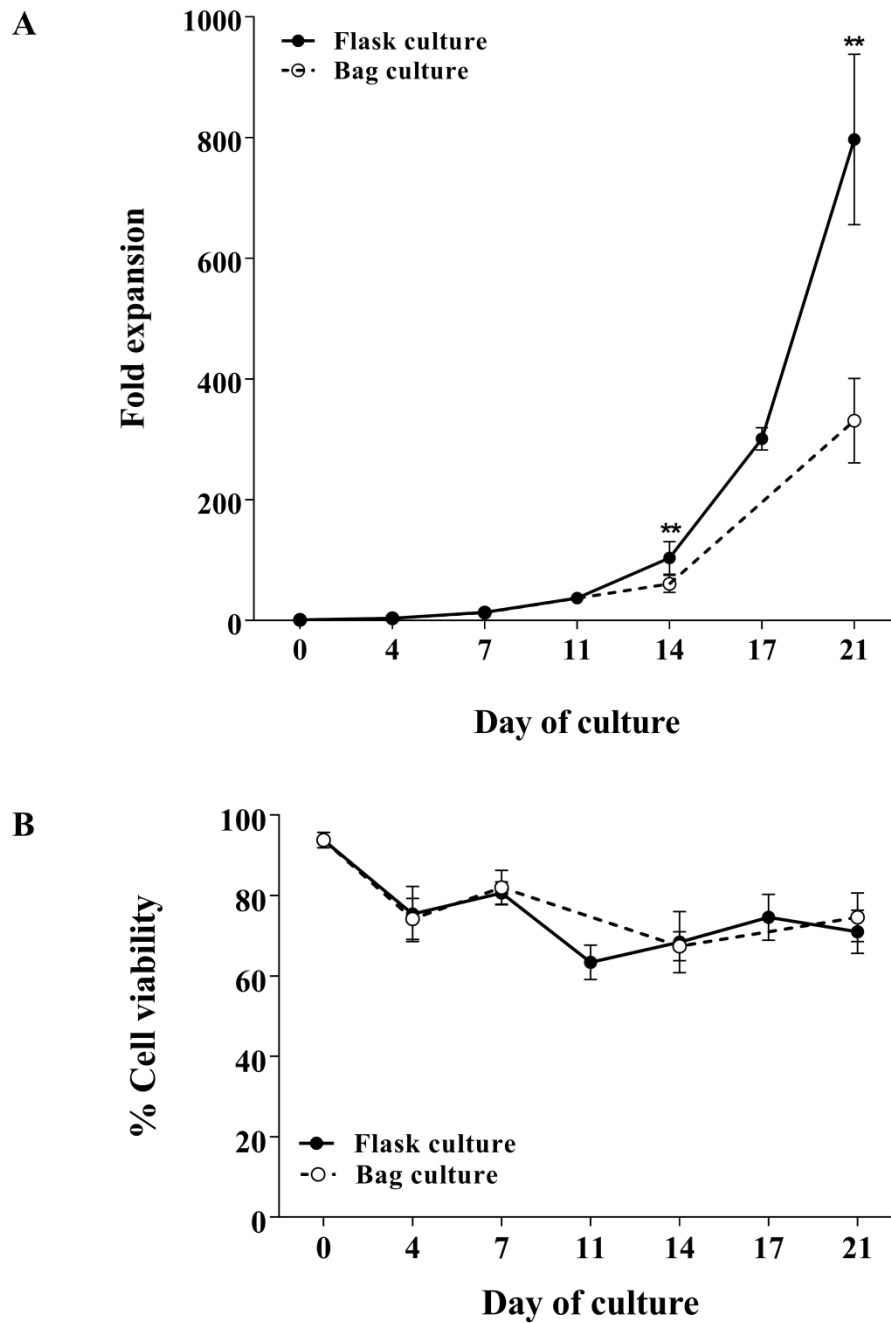 A
Flask culture
Bag culture
Fold expansion
1000
800
600
400
200
0
**
**
0 4 7 11 14 17 21
Day of culture
B
% Cell viability
100
80
60
40
20
0
Flask culture
Bag culture
0 4 7 11 14 17 21
Day of culture